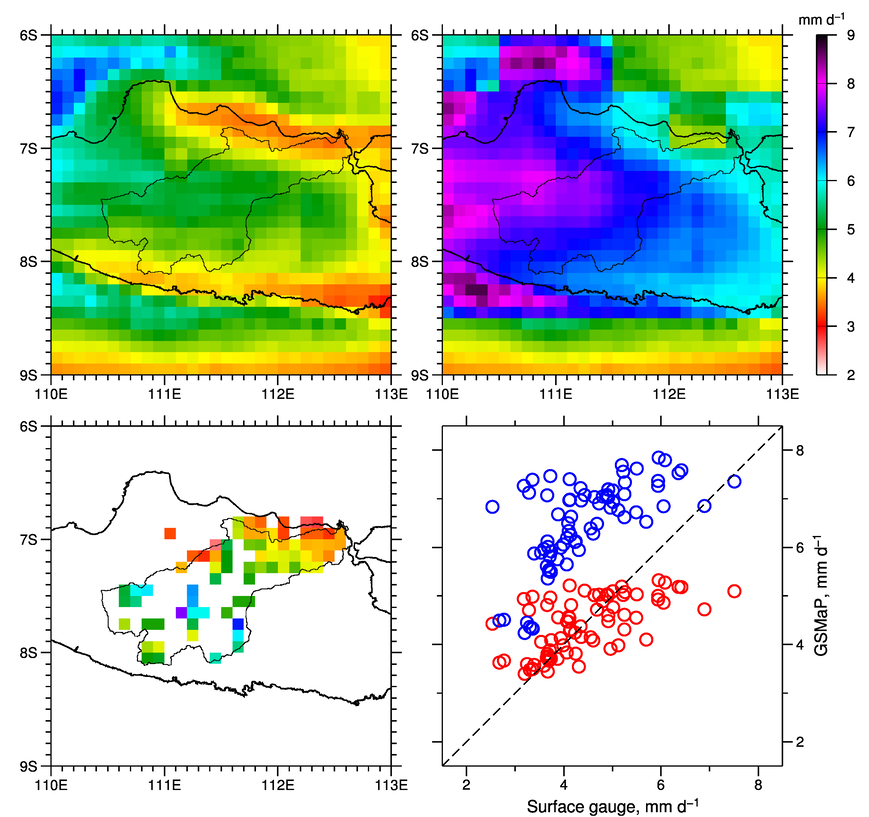 mm d⁻¹
6S
7S
8S
9S
110E
111E
112E
113E
6S
7S
8S
9S
110E
111E
112E
113E
9
8
7
6
5
4
3
2
6S
7S
8S
9S
110E
111E
112E
113E
8
6
4
2
GSMaP, mm d⁻¹
2
4
6
8
Surface gauge, mm d⁻¹